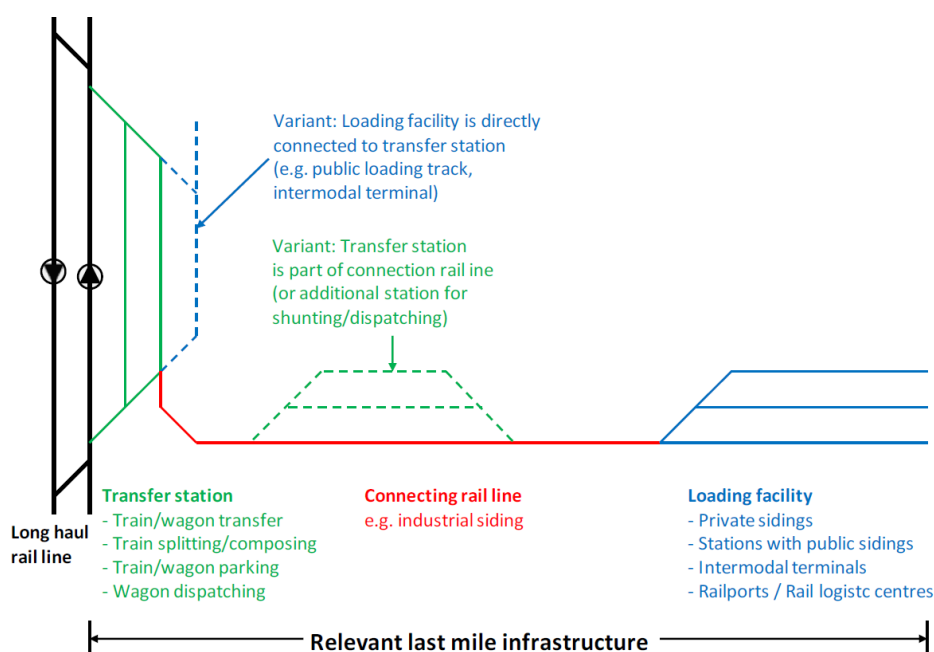 Variant: Loading facility is directly
connected to transfer station
(e.g. public loading track,
intermodal terminal)
Variant: Transfer station
is part of connection rail line
(or additional station for
shunting/dispatching)
Long haul
rail line
Transfer station
- Train/wagon transfer
- Train splitting/composing
- Train/wagon parking
- Wagon dispatching
Connecting rail line
e.g. industrial siding
Loading facility
- Private sidings
- Stations with public sidings
- Intermodal terminals
- Railports / Rail logistc centres
Relevant last mile infrastructure